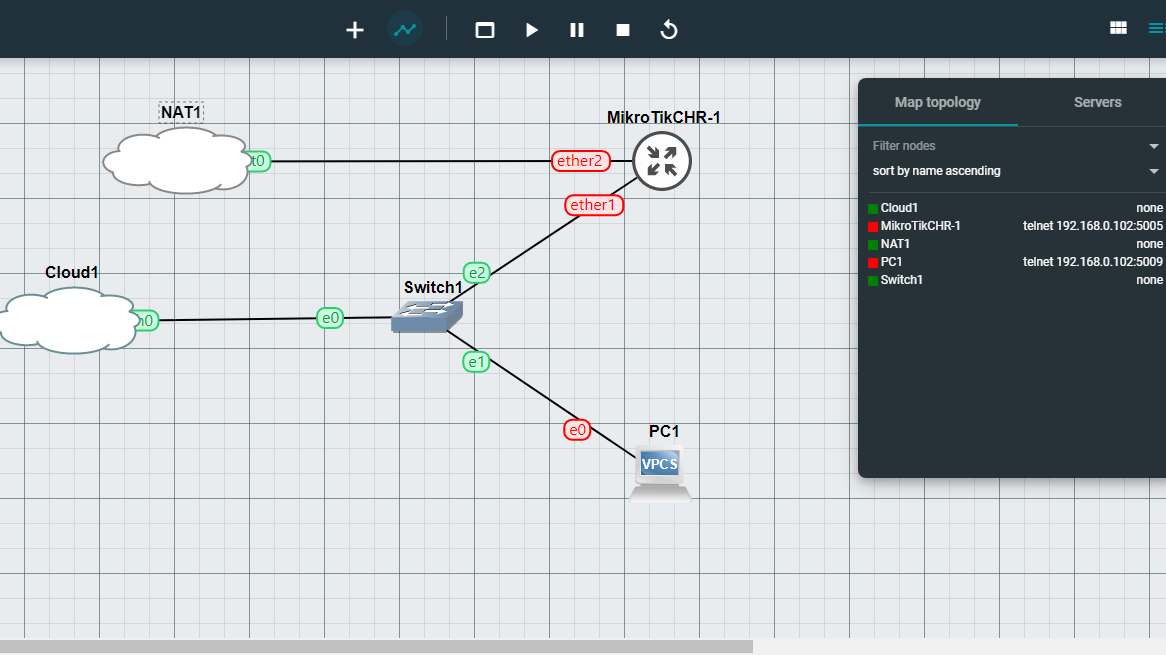 NAT1
MikroTikCHR-1
ether2
ether1
Cloud1
e2
Switch1
e0
e1
e0
PC1
VPCS
Map topology
Servers
Filter nodes
sort by name ascending
Cloud1 none
MikroTikCHR-1 telnet 192.168.0.102:5005
NAT1 none
PC1 telnet 192.168.0.102:5009
Switch1 none